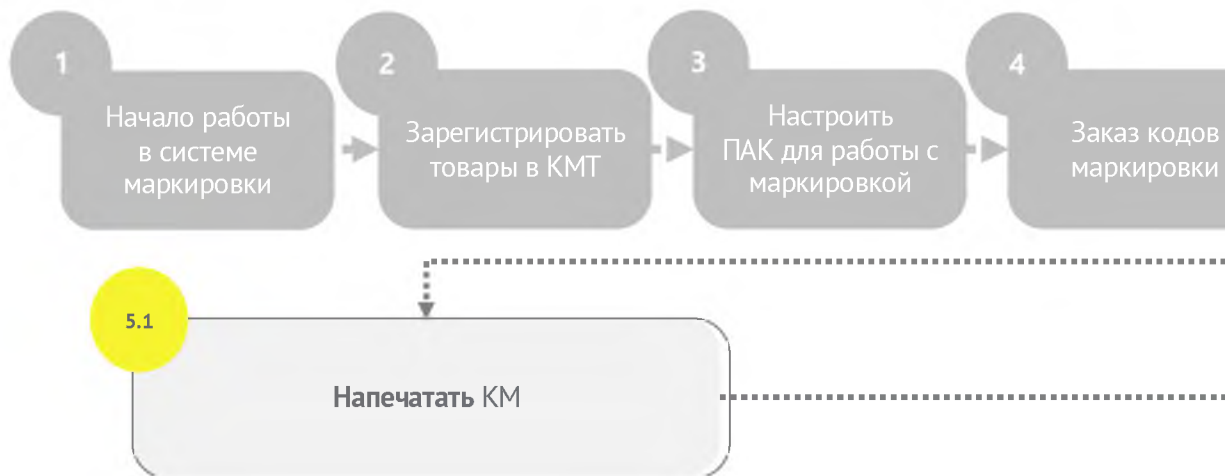 1
Начало работы
в системе
маркировки
2
Зарегистрировать
товары в КМТ
3
Настроить
ПАК для работы с
маркировкой
4
Заказ кодов
маркировки
5.1
Напечатать КМ